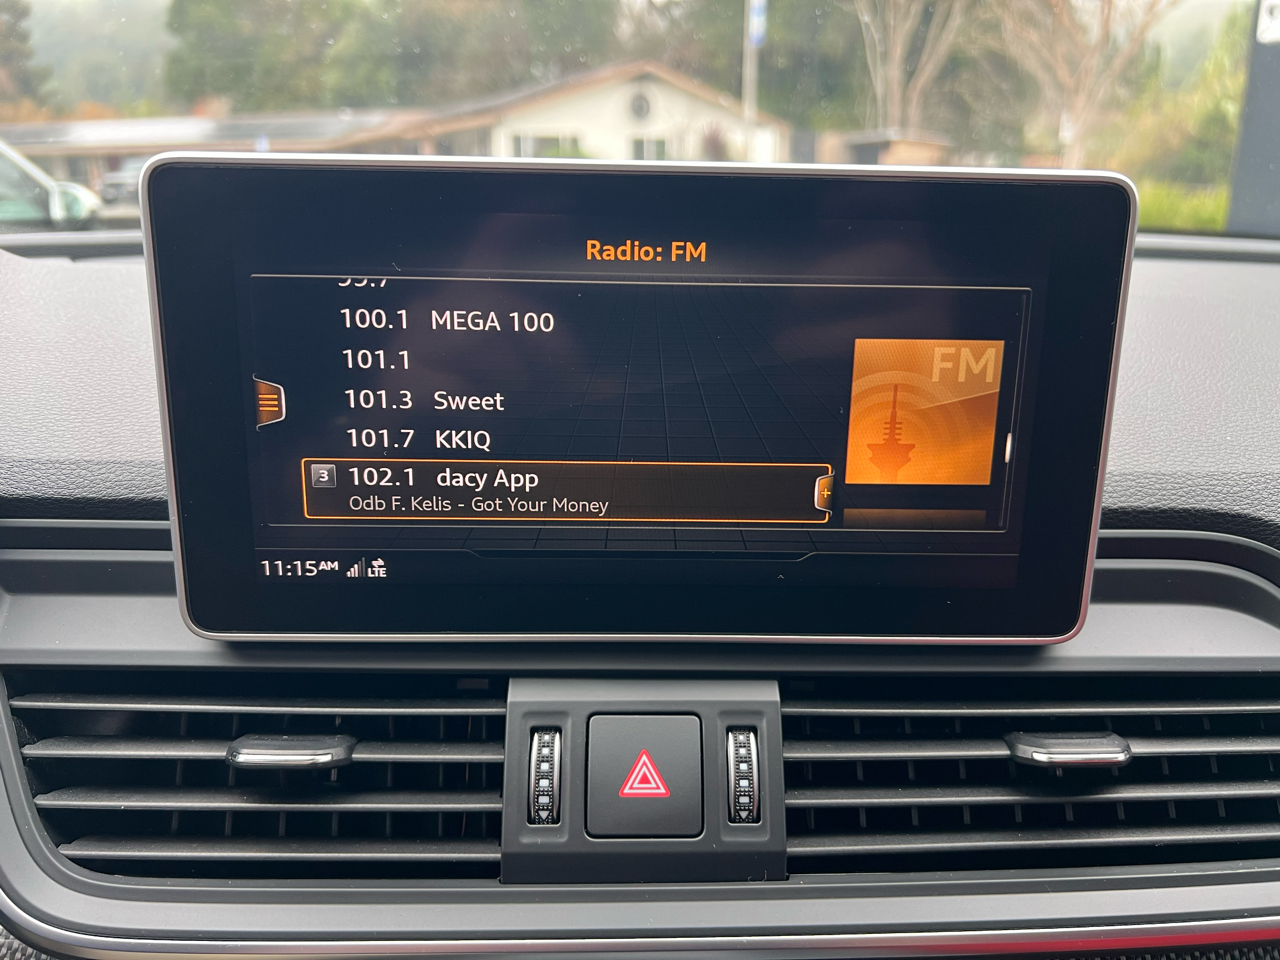 Radio: FM
100.1 MEGA 100
101.1
101.3 Sweet
101.7 KKIQ
3 102.1 dacy App
Odb F. Kelis - Got Your Money
FM
+
11:15AM LTE